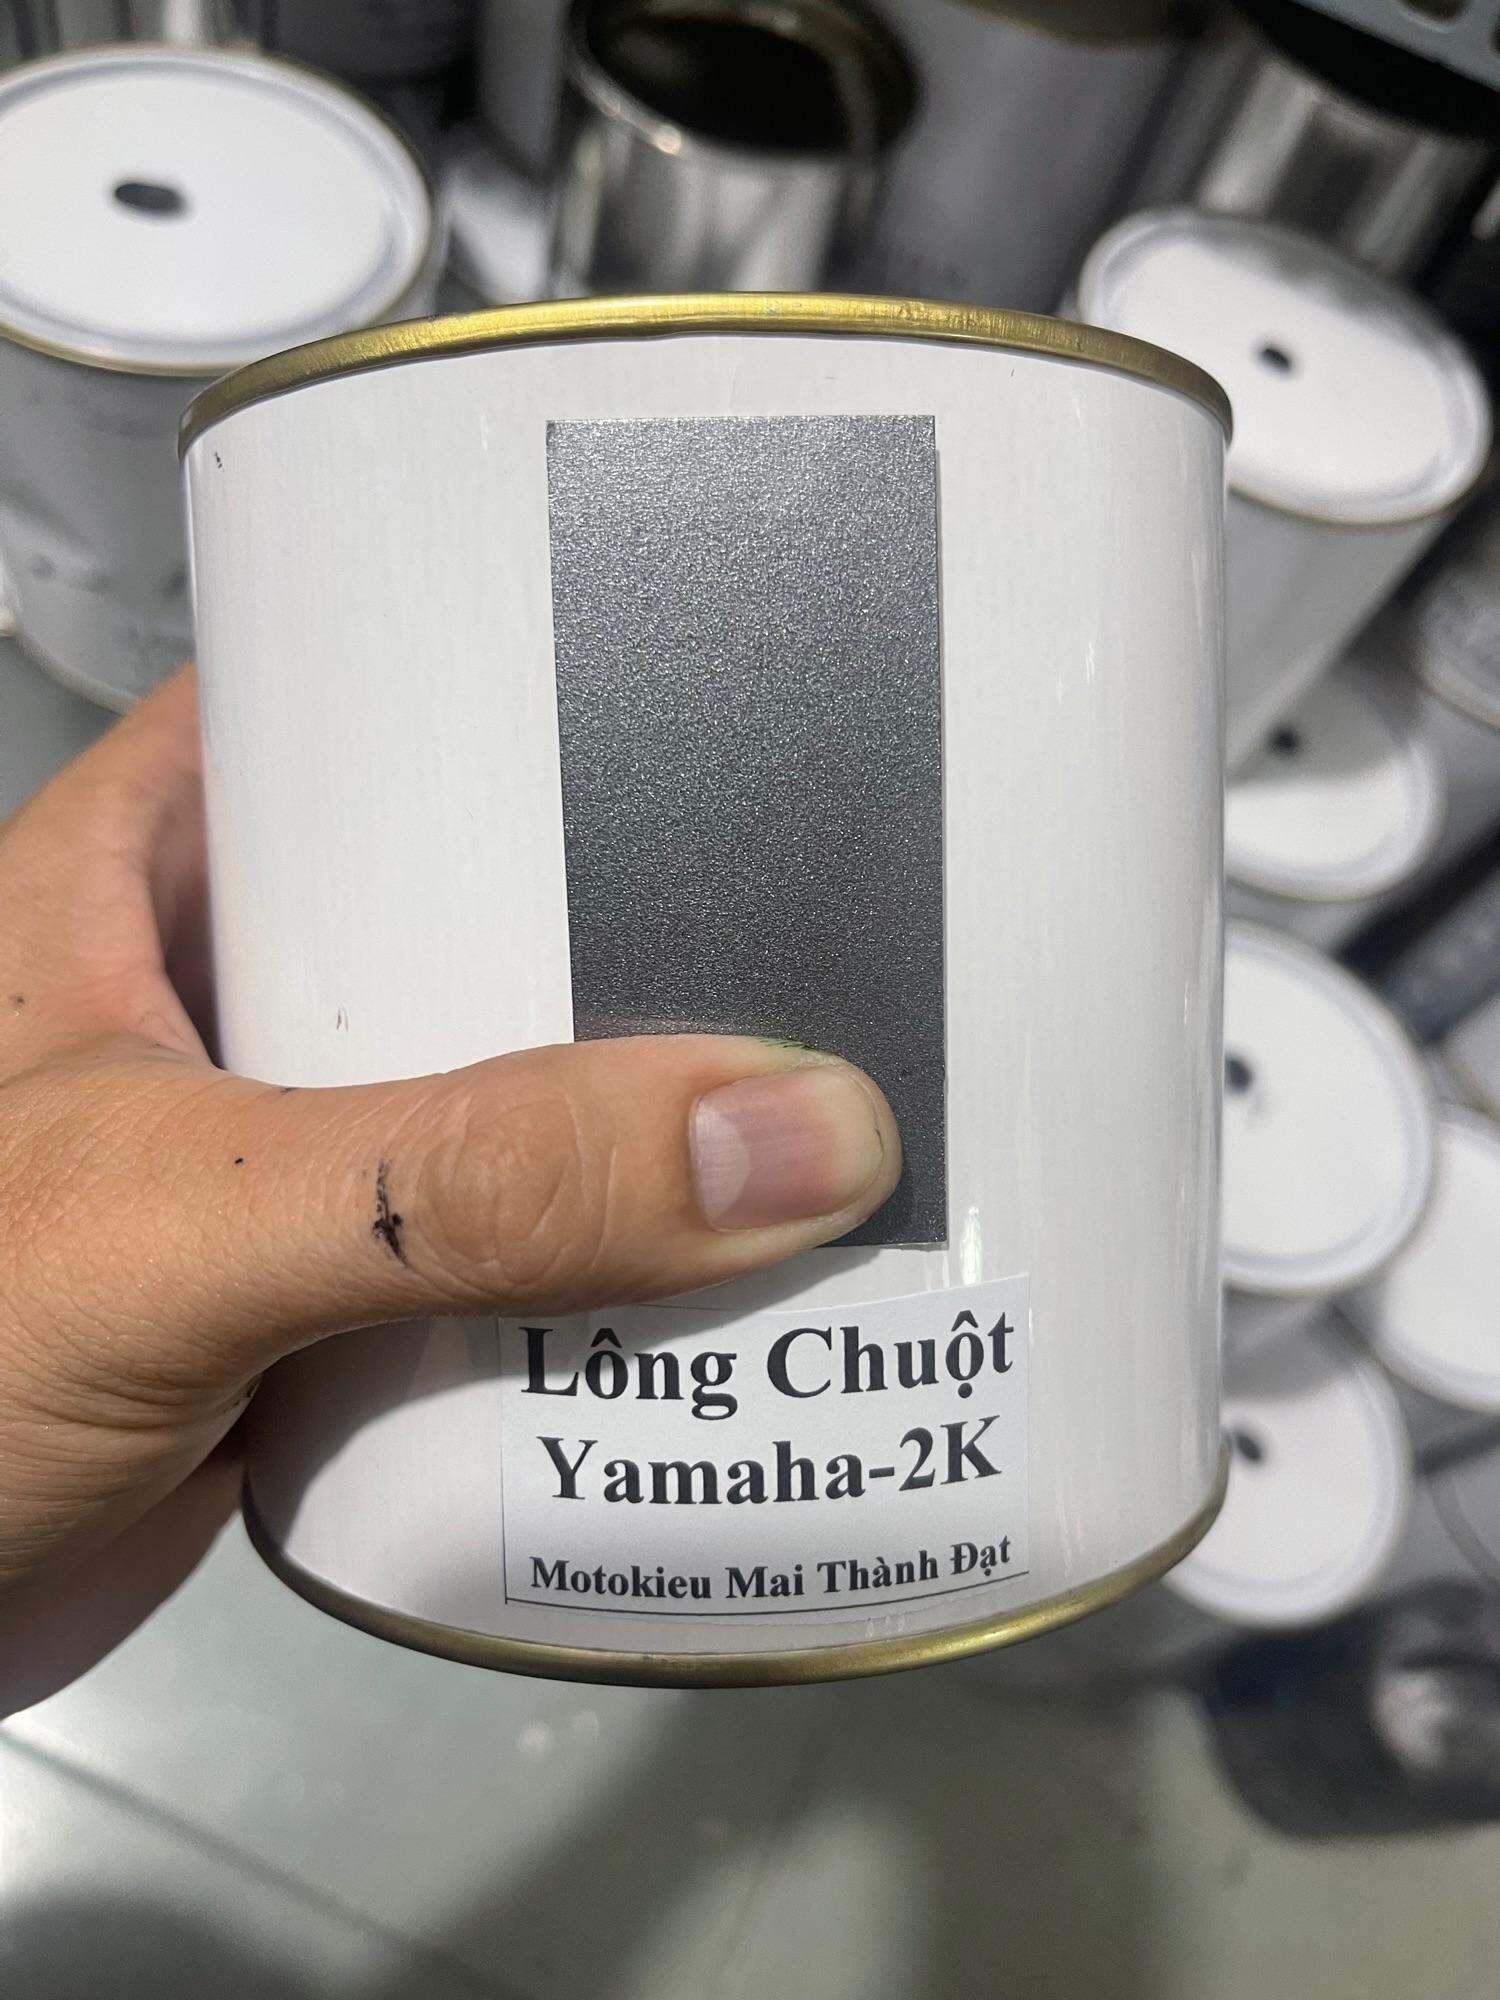 Lông Chuột
Yamaha-2K
Motokieu Mai Thành Đạt